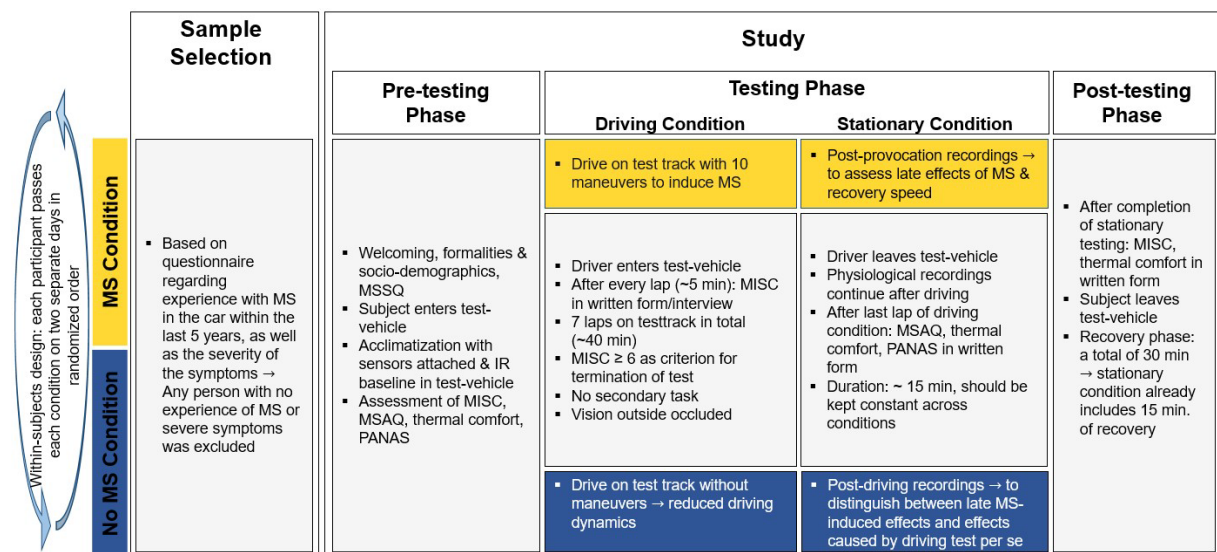 Sample
Selection
Study
Pre-testing
Phase
Testing Phase
Driving Condition
Stationary Condition
Post-testing
Phase
Within-subjects design: each participant passes
each condition on two separate days in
randomized order
MS Condition
No MS Condition
▪ Based on
questionnaire
regarding
experience with MS
in the car within the
last 5 years, as well
as the severity of
the symptoms →
Any person with no
experience of MS or
severe symptoms
was excluded
▪ Welcoming, formalities &
socio-demographics,
MSSQ
▪ Subject enters test-
vehicle
▪ Acclimatization with
sensors attached & IR
baseline in test-vehicle
▪ Assessment of MISC,
MSAQ, thermal comfort,
PANAS
▪ Drive on test track with 10
maneuvers to induce MS
▪ Driver enters test-vehicle
▪ After every lap (~5 min): MISC
in written form/interview
▪ 7 laps on testtrack in total
(~40 min)
▪ MISC ≥ 6 as criterion for
termination of test
▪ No secondary task
▪ Vision outside occluded
▪ Drive on test track without
maneuvers → reduced driving
dynamics
▪ Post-provocation recordings →
to assess late effects of MS &
recovery speed
▪ Driver leaves test-vehicle
▪ Physiological recordings
continue after driving
▪ After last lap of driving
condition: MSAQ, thermal
comfort, PANAS in written
form
▪ Duration: ~ 15 min, should be
kept constant across
conditions
▪ Post-driving recordings → to
distinguish between late MS-
induced effects and effects
caused by driving test per se
▪ After completion
of stationary
testing: MISC,
thermal comfort in
written form
▪ Subject leaves
test-vehicle
▪ Recovery phase:
a total of 30 min
→ stationary
condition already
includes 15 min.
of recovery